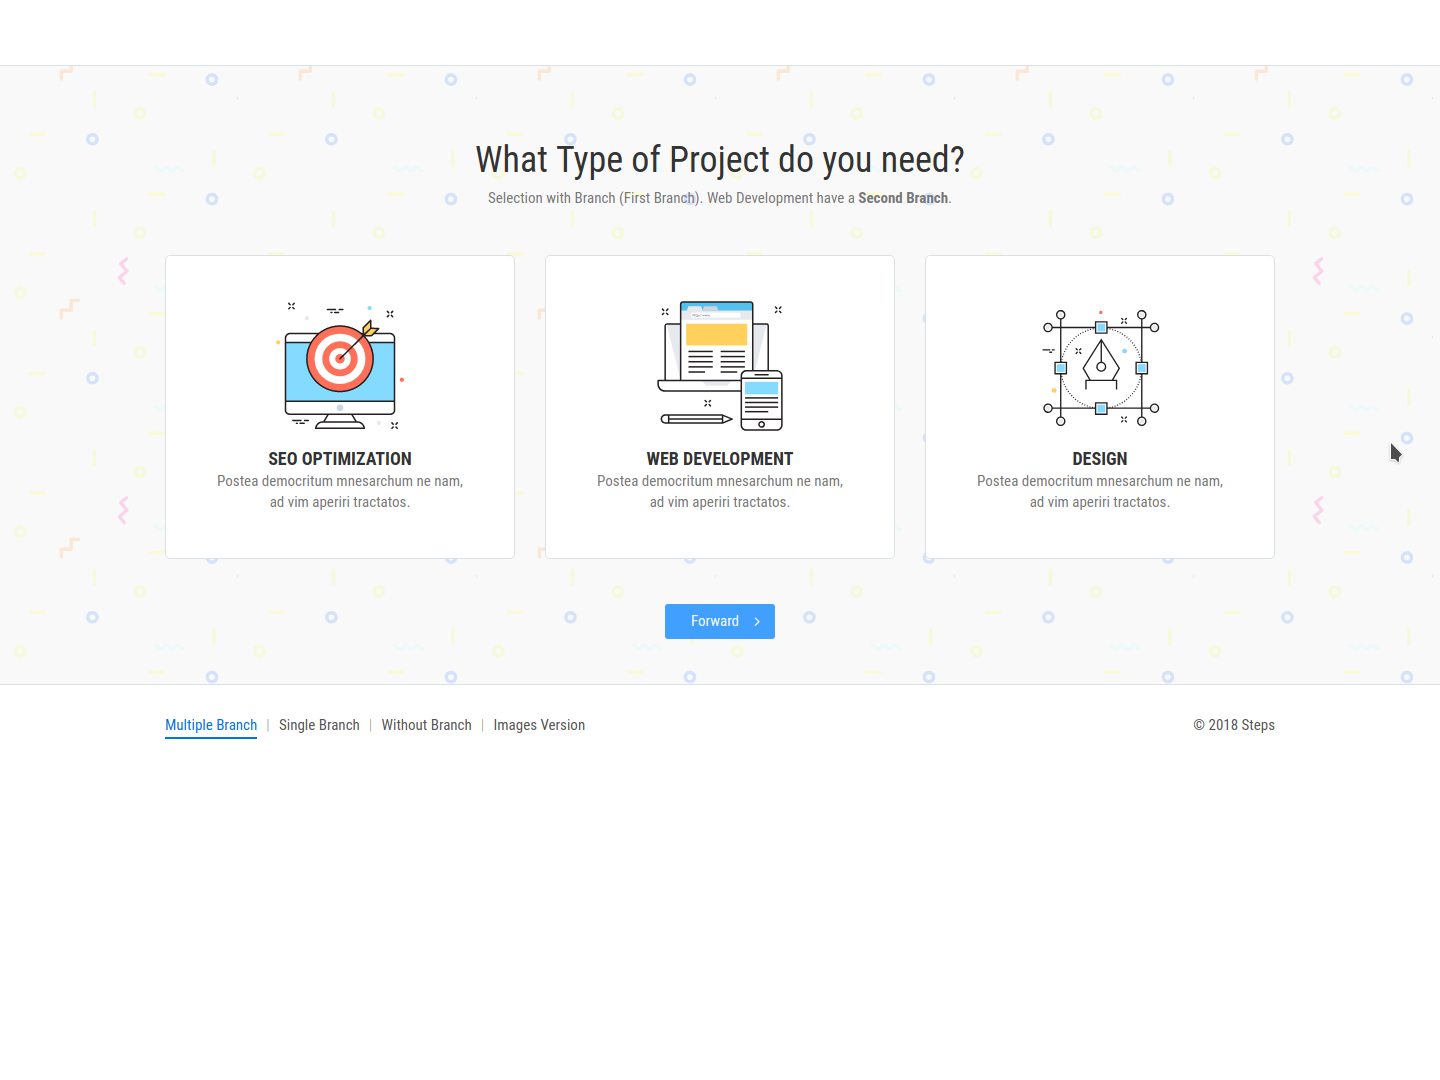 What Type of Project do you need?
Selection with Branch (First Branch). Web Development have a Second Branch.
SEO OPTIMIZATION
Postea democritum mnesarchum ne nam,
ad vim aperiri tractatos.
WEB DEVELOPMENT
Postea democritum mnesarchum ne nam,
ad vim aperiri tractatos.
DESIGN
Postea democritum mnesarchum ne nam,
ad vim aperiri tractatos.
Forward
Multiple Branch | Single Branch | Without Branch | Images Version
© 2018 Steps